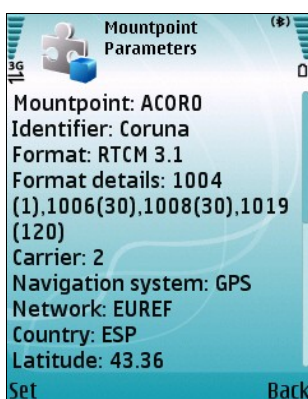 Mountpoint
Parameters
3G
Mountpoint: ACOR0
Identifier: Coruna
Format: RTCM 3.1
Format details: 1004
(1),1006(30),1008(30),1019
(120)
Carrier: 2
Navigation system: GPS
Network: EUREF
Country: ESP
Latitude: 43.36
Set Back